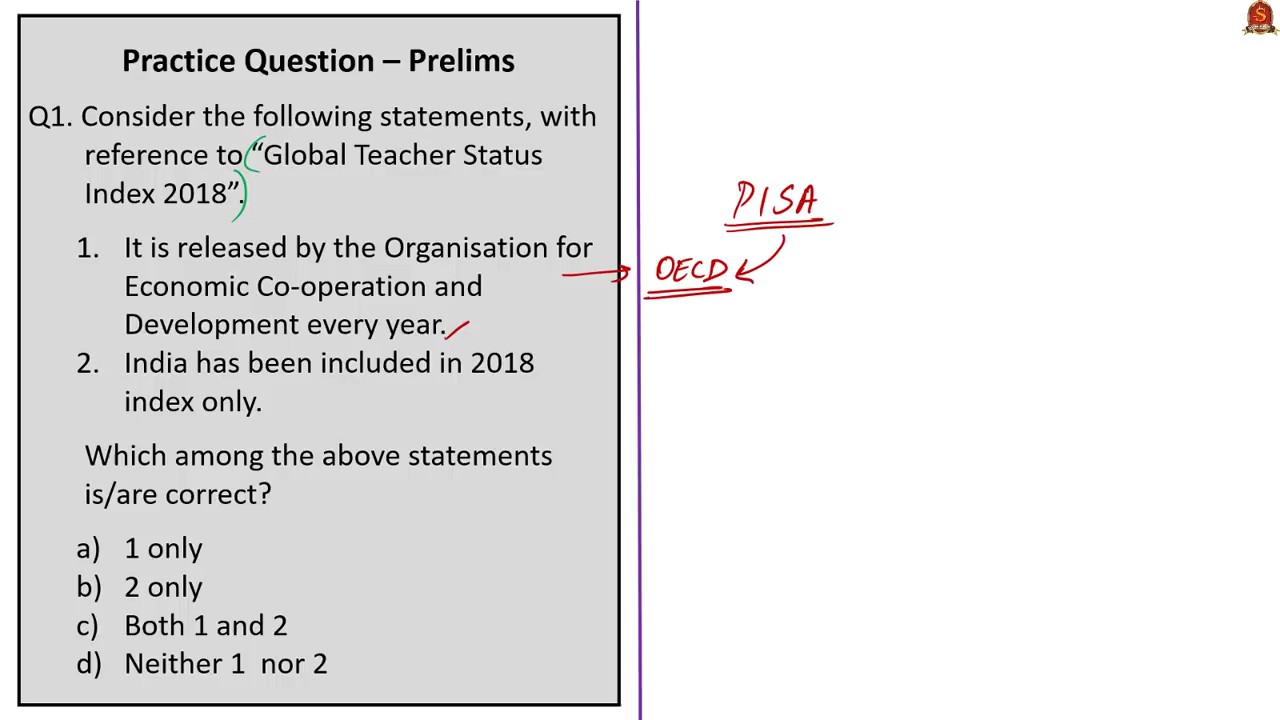 Practice Question – Prelims
Q1. Consider the following statements, with
reference to “Global Teacher Status
Index 2018”.
1. It is released by the Organisation for
Economic Co-operation and
Development every year.
2. India has been included in 2018
index only.
Which among the above statements
is/are correct?
a) 1 only
b) 2 only
c) Both 1 and 2
d) Neither 1 nor 2
PISA
OECD